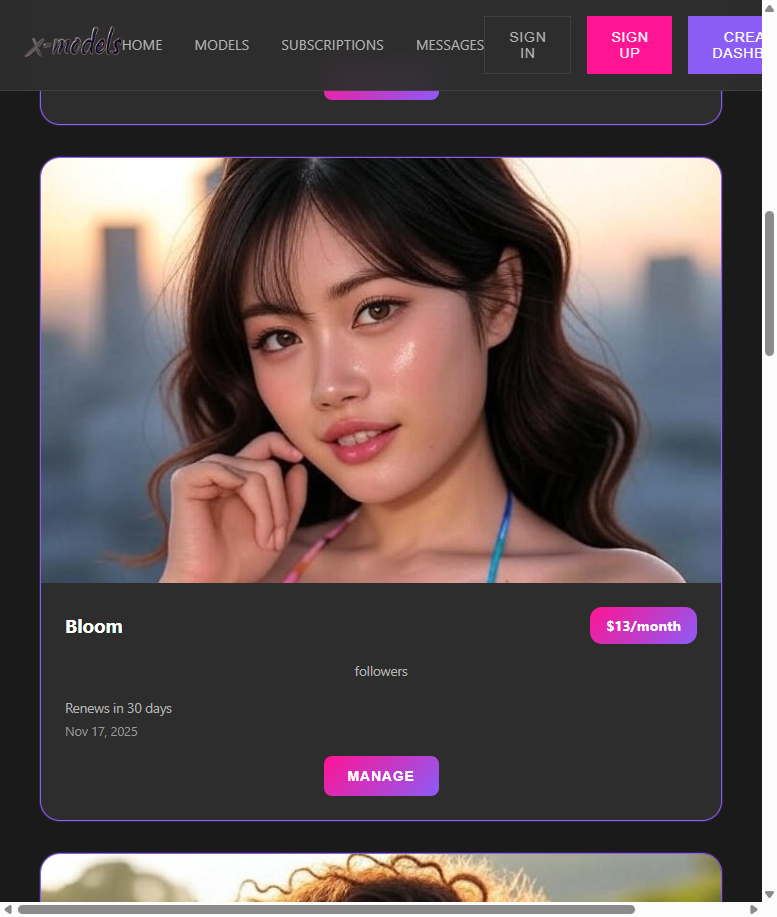 x-models
HOME
MODELS
SUBSCRIPTIONS
MESSAGES
SIGN
IN
SIGN
UP
CREA
DASHB
Bloom
$13/month
followers
Renews in 30 days
Nov 17, 2025
MANAGE